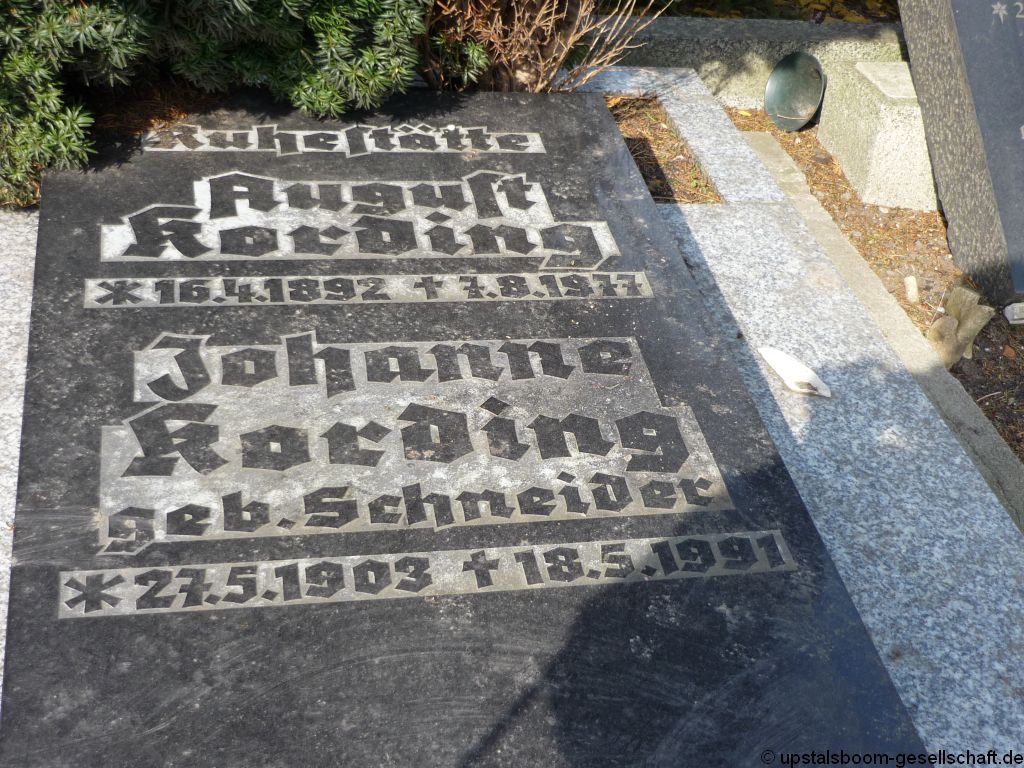 Ruhestätte
August
Kording
* 16.4.1892 † 7.8.1977
Johanne
Kording
geb. Schneider
* 27.5.1903 † 18.5.1991
* 2
© upstalsboom-gesellschaft.de